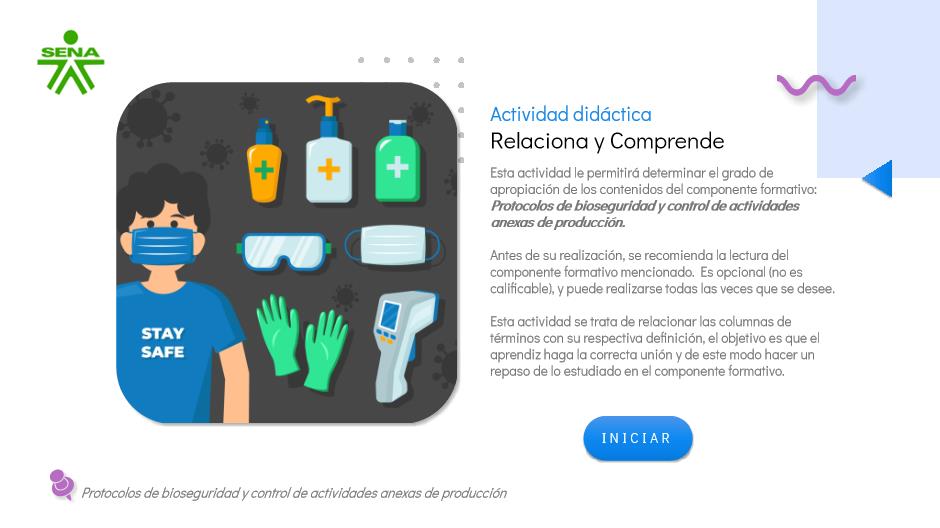 SENA
Actividad didáctica
Relaciona y Comprende
Esta actividad le permitirá determinar el grado de
apropiación de los contenidos del componente formativo:
Protocolos de bioseguridad y control de actividades
anexas de producción.
Antes de su realización, se recomienda la lectura del
componente formativo mencionado. Es opcional (no es
calificable), y puede realizarse todas las veces que se desee.
Esta actividad se trata de relacionar las columnas de
términos con su respectiva definición, el objetivo es que el
aprendiz haga la correcta unión y de este modo hacer un
repaso de lo estudiado en el componente formativo.
STAY
SAFE
INICIAR
Protocolos de bioseguridad y control de actividades anexas de producción